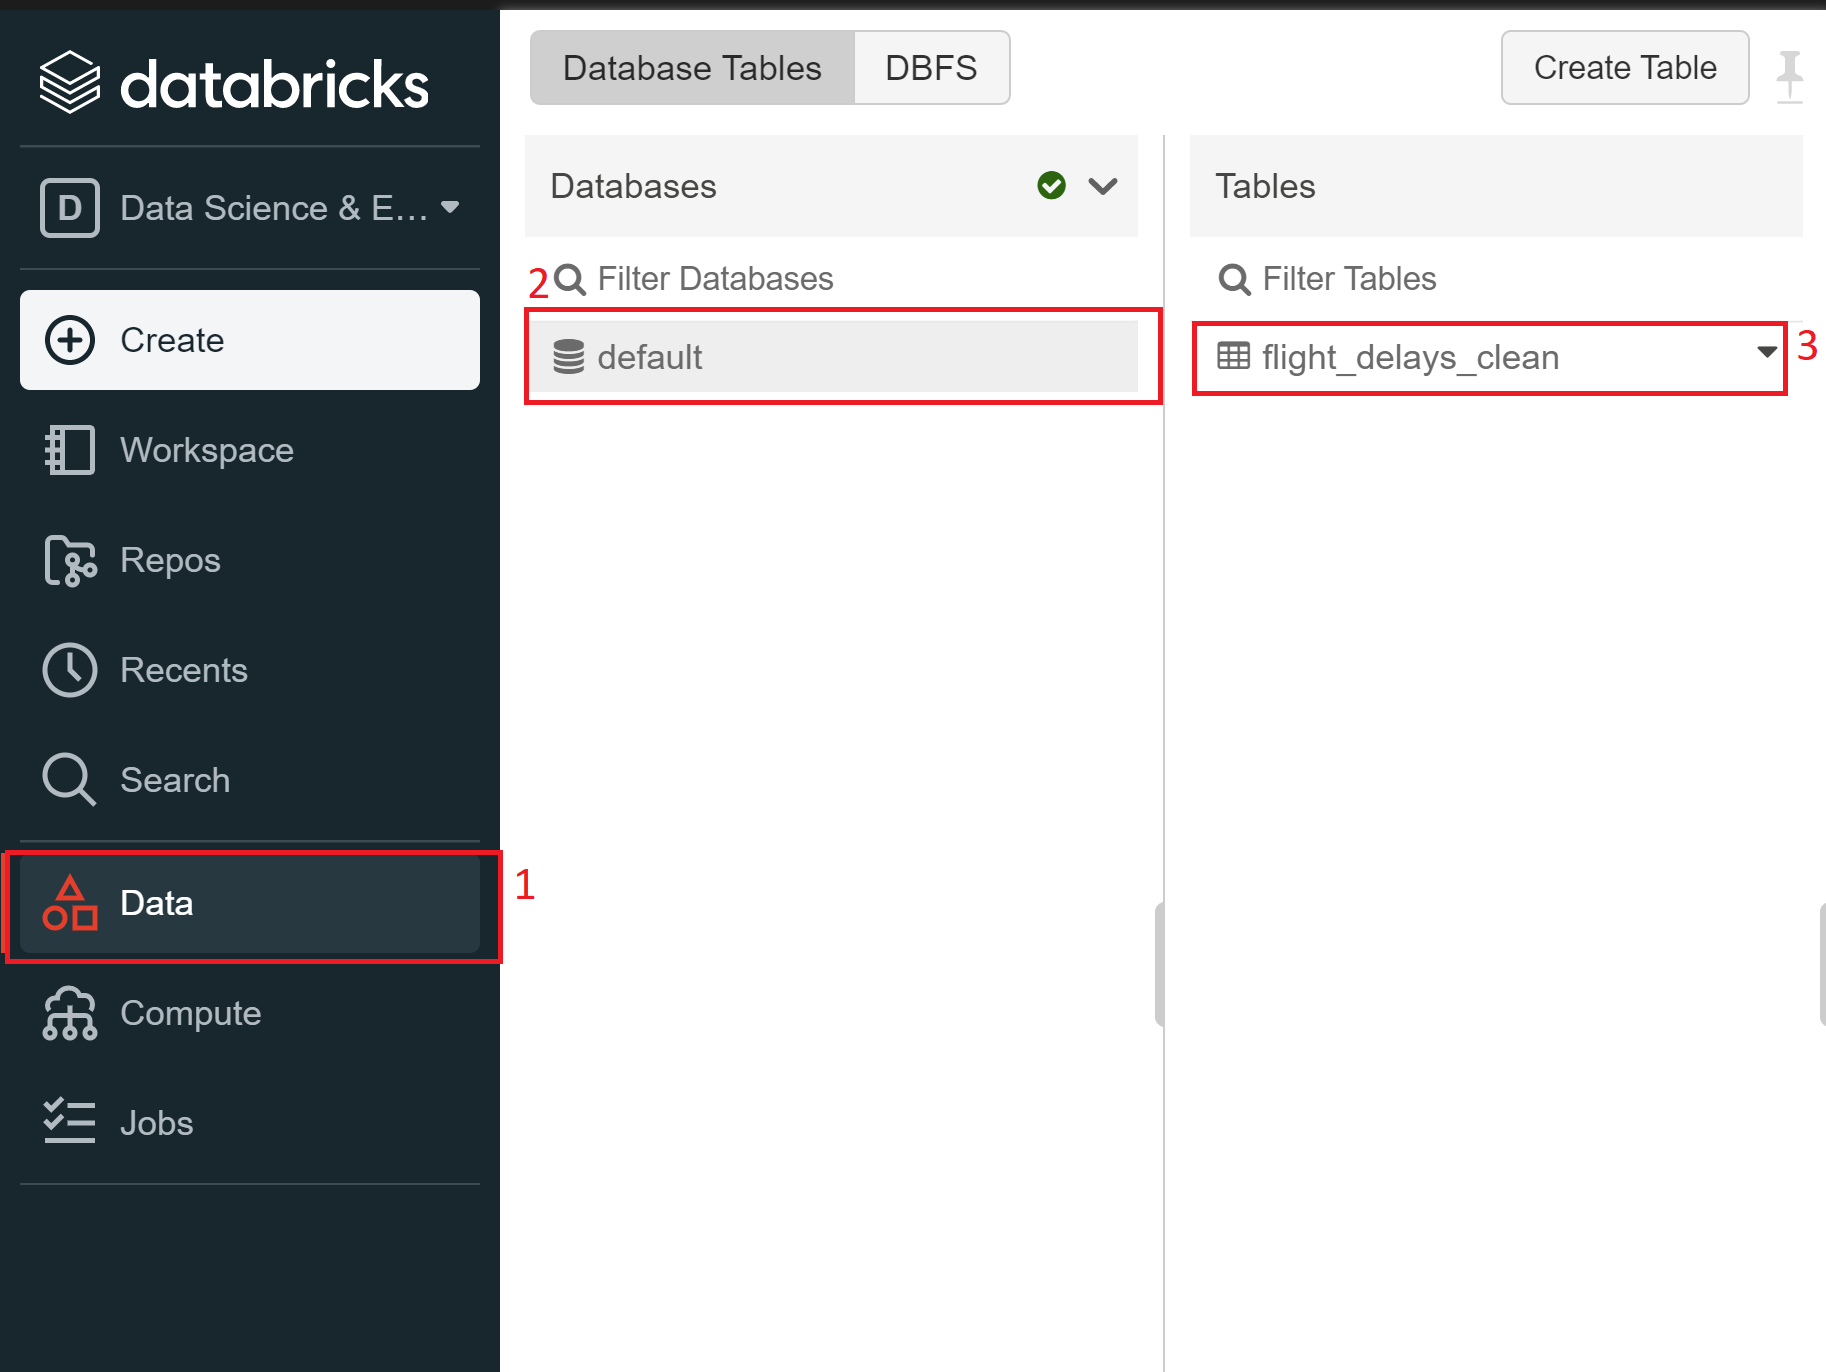 databricks
D Data Science & E...
Create
Workspace
Repos
Recents
Search
Data
1
Compute
Jobs
Database Tables
DBFS
Create Table
Databases
2
Filter Databases
default
Tables
Filter Tables
flight_delays_clean
3